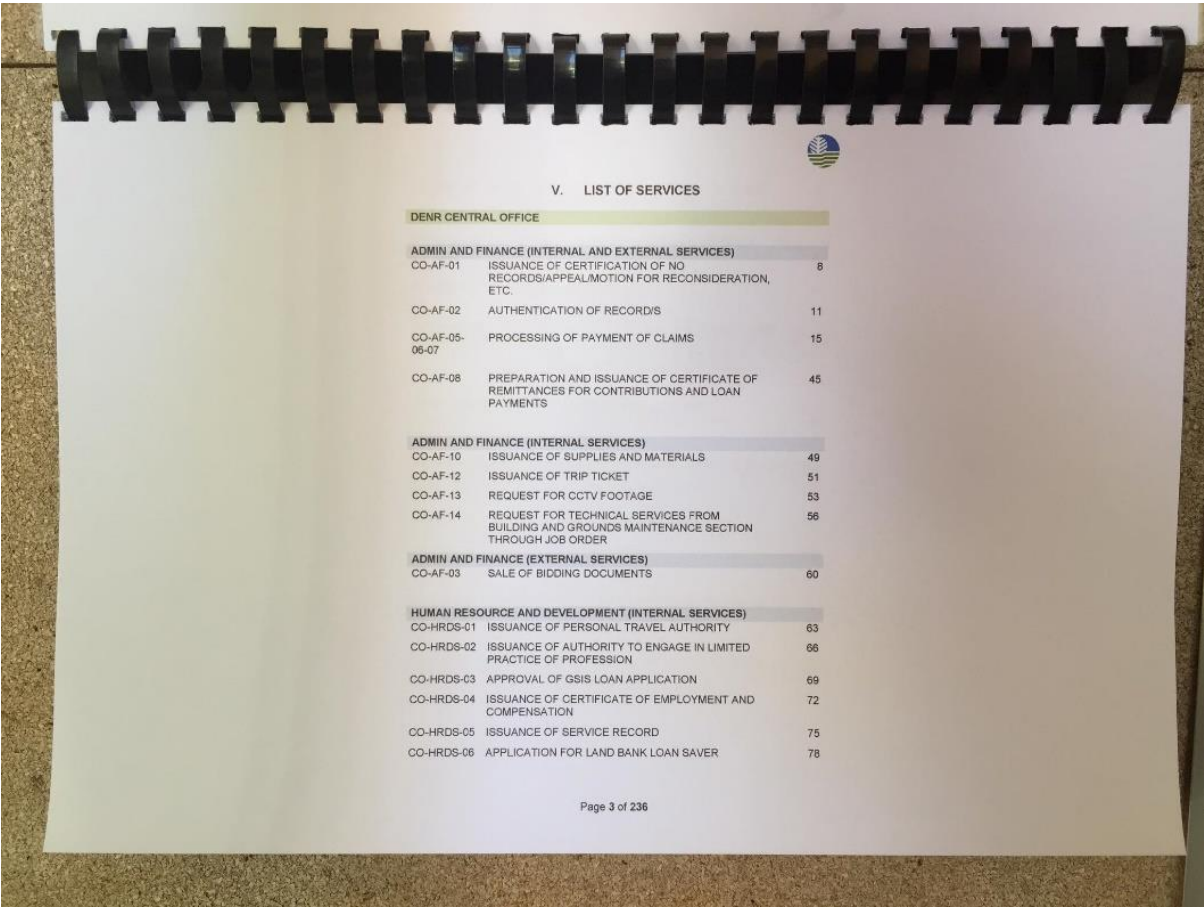 V. LIST OF SERVICES
DENR CENTRAL OFFICE
ADMIN AND FINANCE (INTERNAL AND EXTERNAL SERVICES)
CO-AF-01 ISSUANCE OF CERTIFICATION OF NO 8
RECORDS/APPEAL/MOTION FOR RECONSIDERATION,
ETC.
CO-AF-02 AUTHENTICATION OF RECORD/S 11
CO-AF-05- PROCESSING OF PAYMENT OF CLAIMS 15
06-07
CO-AF-08 PREPARATION AND ISSUANCE OF CERTIFICATE OF 45
REMITTANCES FOR CONTRIBUTIONS AND LOAN
PAYMENTS
ADMIN AND FINANCE (INTERNAL SERVICES)
CO-AF-10 ISSUANCE OF SUPPLIES AND MATERIALS 49
CO-AF-12 ISSUANCE OF TRIP TICKET 51
CO-AF-13 REQUEST FOR CCTV FOOTAGE 53
CO-AF-14 REQUEST FOR TECHNICAL SERVICES FROM 56
BUILDING AND GROUNDS MAINTENANCE SECTION
THROUGH JOB ORDER
ADMIN AND FINANCE (EXTERNAL SERVICES)
CO-AF-03 SALE OF BIDDING DOCUMENTS 60
HUMAN RESOURCE AND DEVELOPMENT (INTERNAL SERVICES)
CO-HRDS-01 ISSUANCE OF PERSONAL TRAVEL AUTHORITY 63
CO-HRDS-02 ISSUANCE OF AUTHORITY TO ENGAGE IN LIMITED 66
PRACTICE OF PROFESSION
CO-HRDS-03 APPROVAL OF GSIS LOAN APPLICATION 69
CO-HRDS-04 ISSUANCE OF CERTIFICATE OF EMPLOYMENT AND 72
COMPENSATION
CO-HRDS-05 ISSUANCE OF SERVICE RECORD 75
CO-HRDS-06 APPLICATION FOR LAND BANK LOAN SAVER 78
Page 3 of 236